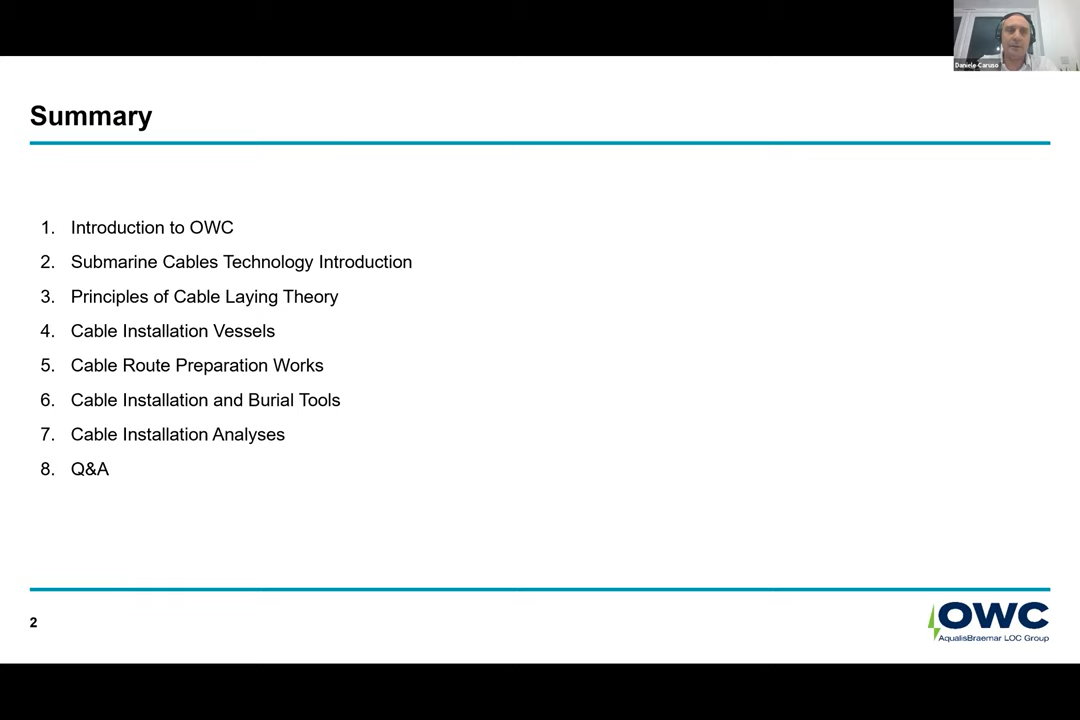 Daniele Caruso
Summary
1. Introduction to OWC
2. Submarine Cables Technology Introduction
3. Principles of Cable Laying Theory
4. Cable Installation Vessels
5. Cable Route Preparation Works
6. Cable Installation and Burial Tools
7. Cable Installation Analyses
8. Q&A
2
OWC
AqualisBraemar LOC Group